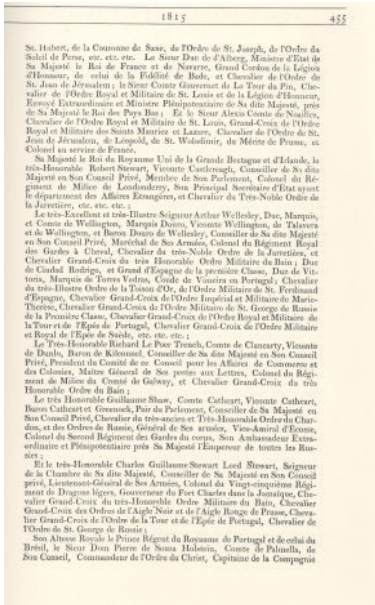 1815 455
St. Hubert, de la Couronne de Saxe, de l'Ordre de St. Joseph, de l'Ordre du
Soleil de Perse, etc. etc. etc. Le Sieur Duc de d'Alberg, Ministre d'Etat de
Sa Majesté le Roi de France et de Navarre, Grand Cordon de la Légion
d'Honneur, de celui de la Fidélité de Bade, et Chevalier de l'Ordre de
St. Jean de Jérusalem; le Sieur Comte Gouvernet de La Tour du Pin, Che-
valier de l'Ordre Royal et Militaire de St. Louis et de la Légion d'Honneur,
Envoyé Extraordinaire et Ministre Plénipotentiaire de Sa dite Majesté, près
de Sa Majesté le Roi des Pays Bas; Et le Sieur Alexis Comte de Noailles,
Chevalier de l'Ordre Royal et Militaire de St. Louis, Grand-Croix de l'Ordre
Royal et Militaire des Saints Maurice et Lazare, Chevalier de l'Ordre de St.
Jean de Jérusalem, de Léopold, de St. Wolodimir, du Mérite de Prusse, et
Colonel au service de France.
Sa Majesté le Roi du Royaume Uni de la Grande Bretagne et d'Irlande, le
très-Honorable Robert Stewart, Vicomte Castlereagh, Conseiller de Sa dite
Majesté en Son Conseil Privé, Membre de Son Parlement, Colonel du Ré-
giment de Milice de Londonderry, Son Principal Secrétaire d'Etat ayant
le département des Affaires Etrangères, et Chevalier du Très-Noble Ordre de
la Jarretière, etc. etc. etc.;
Le très-Excellent et très-Illustre Seigneur Arthur Wellesley, Duc, Marquis,
et Comte de Wellington, Marquis Douro, Vicomte Wellington, de Talavera
et de Wellington, et Baron Douro de Wellesley, Conseiller de Sa dite Majesté
en Son Conseil Privé, Maréchal de Ses Armées, Colonel du Régiment Royal
des Gardes à Cheval, Chevalier du très-Noble Ordre de la Jarretière, et
Chevalier Grand-Croix du très Honorable Ordre Militaire du Bain; Duc
de Ciudad Rodrigo, et Grand d'Espagne de la première Classe, Duc de Vit-
toria, Marquis de Torres Vedras, Comte de Vimiera en Portugal; Chevalier
du très-Illustre Ordre de la Toison d'Or, de l'Ordre Militaire de St. Ferdinand
d'Espagne, Chevalier Grand-Croix de l'Ordre Impérial et Militaire de Marie-
Thérèse, Chevalier Grand-Croix de l'Ordre Militaire de St. George de Russie
de la Première Classe, Chevalier Grand-Croix de l'Ordre Royal et Militaire de
la Tour et de l'Epée de Portugal, Chevalier Grand-Croix de l'Ordre Militaire
et Royal de l'Epée de Suède, etc. etc. etc.;
Le Très-Honorable Richard Le Poer Trench, Comte de Clancarty, Vicomte
de Dunlo, Baron de Kilconnel, Conseiller de Sa dite Majesté en Son Conseil
Privé, Président du Comité de ce Conseil pour les Affaires de Commerce et
des Colonies, Maître Général de Ses postes aux Lettres, Colonel du Régi-
ment de Milice du Comté de Galway, et Chevalier Grand-Croix du très
Honorable Ordre du Bain;
Le très Honorable Guillaume Shaw, Comte Cathcart, Vicomte Cathcart,
Baron Cathcart et Greenock, Pair du Parlement, Conseiller de Sa Majesté en
Son Conseil Privé, Chevalier du très-ancien et Très-Honorable Ordre du Char-
don, et des Ordres de Russie, Général de Ses armées, Vice-Amiral d'Ecosse,
Colonel du Second Régiment des Gardes du corps, Son Ambassadeur Extra-
ordinaire et Plénipotentiaire près Sa Majesté l'Empereur de toutes les Rus-
sies;
Et le très-Honorable Charles Guillaume Stewart Lord Stewart, Seigneur
de la Chambre de Sa dite Majesté, Conseiller de Sa Majesté en Son Conseil
privé, Lieutenant-Général de Ses Armées, Colonel du Vingt-cinquième Régi-
ment de Dragons légers, Gouverneur du Fort Charles dans la Jamaïque, Che-
valier Grand-Croix du très-Honorable Ordre Militaire du Bain, Chevalier
Grand-Croix des Ordres de l'Aigle Noir et de l'Aigle Rouge de Prusse, Cheva-
lier Grand-Croix de l'Ordre de la Tour et de l'Epée de Portugal, Chevalier de
l'Ordre de St. George de Russie;
Son Altesse Royale le Prince Régent du Royaume de Portugal et de celui du
Brésil, le Sieur Dom Pierre de Sousa Holstein, Comte de Palmella, de
Son Conseil, Commandeur de l'Ordre du Christ, Capitaine de la Compagnie